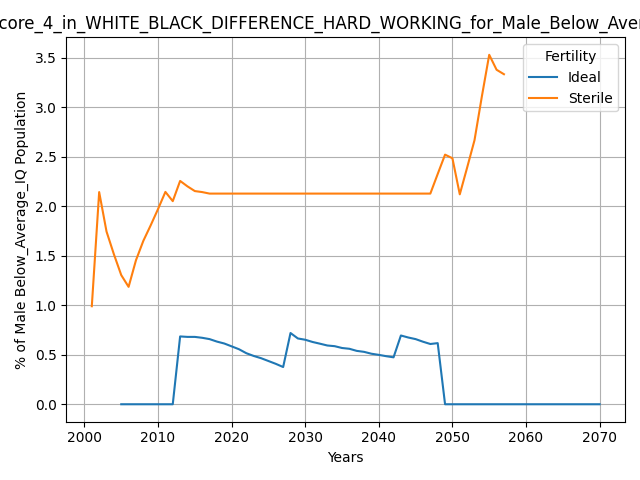 core_4_in_WHITE_BLACK_DIFFERENCE_HARD_WORKING_for_Male_Below_Aver
Fertility
Ideal
Sterile
% of Male Below_Average_IQ Population
3.5
3.0
2.5
2.0
1.5
1.0
0.5
0.0
2000 2010 2020 2030 2040 2050 2060 2070
Years